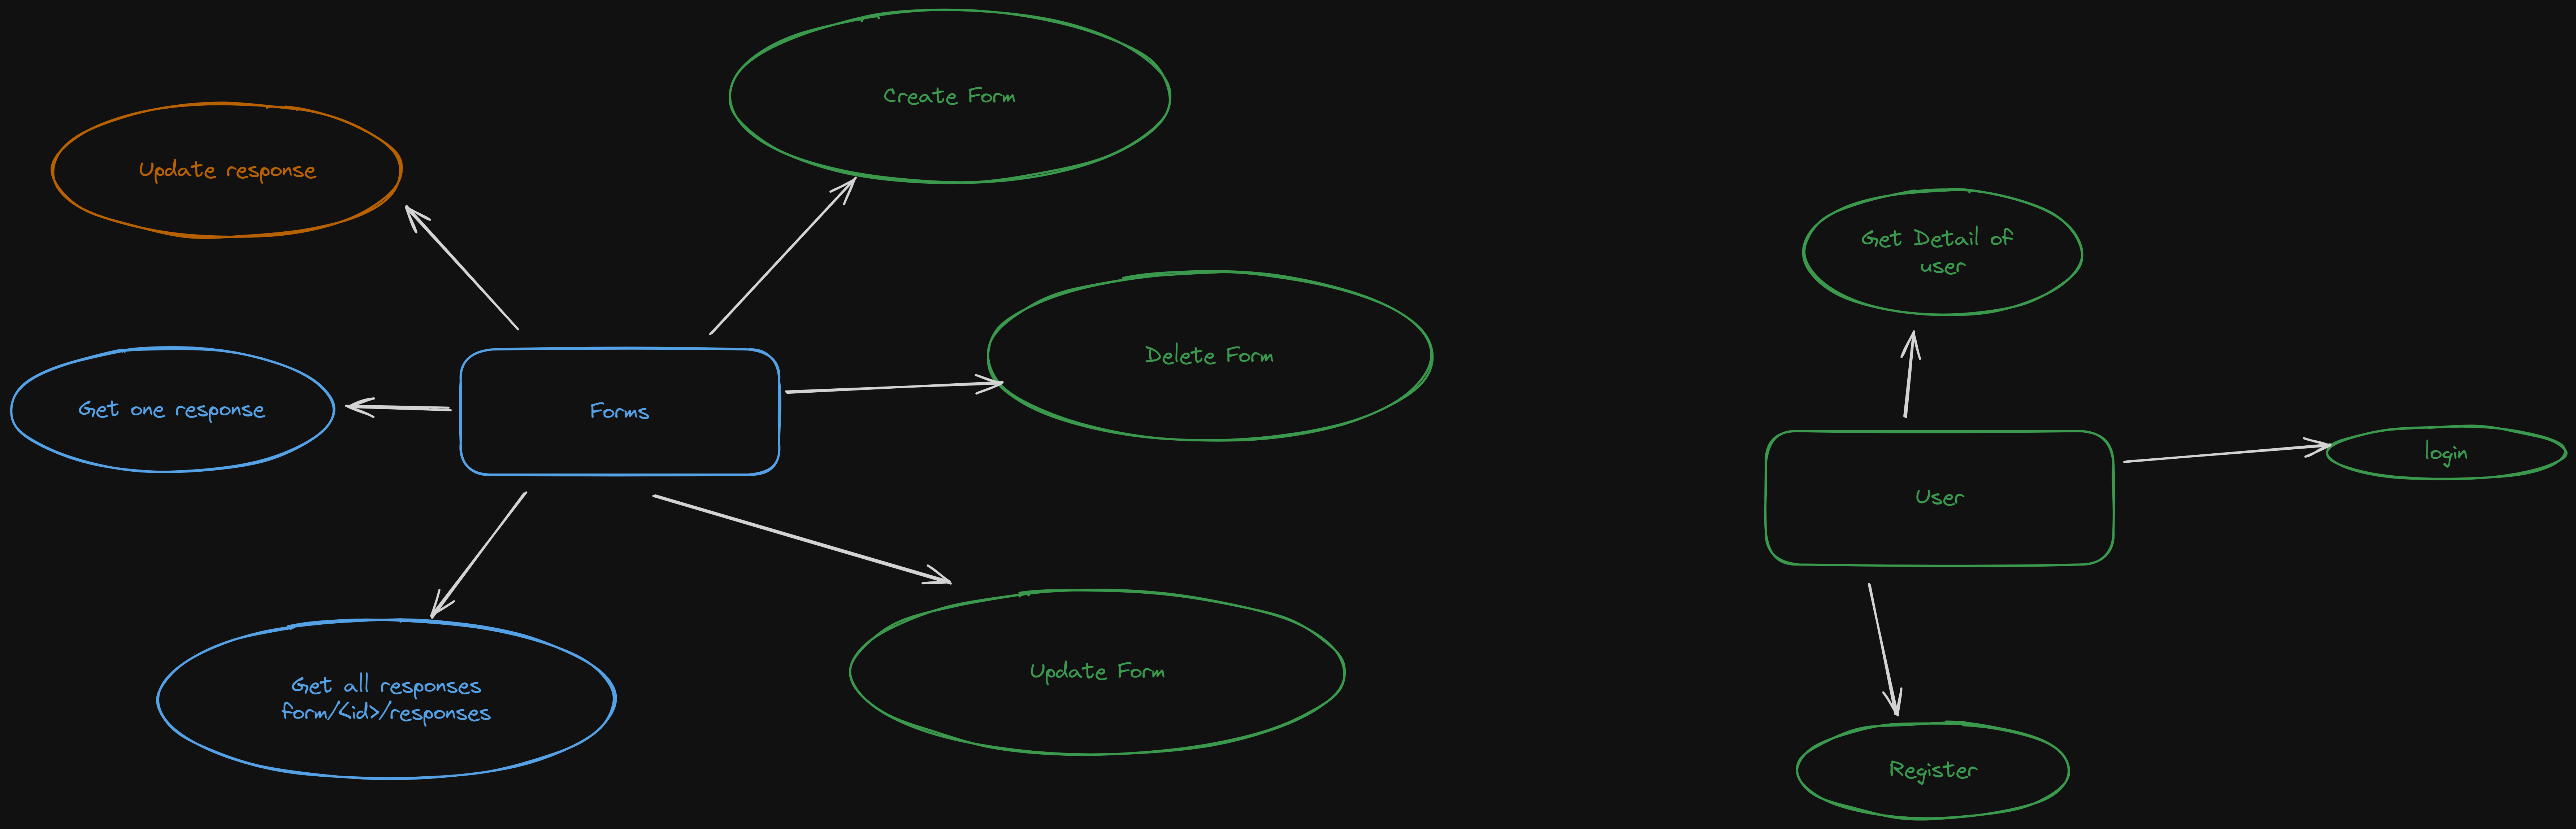 Create Form
Update response
Get Detail of
user
Delete Form
Get one response
Forms
login
User
Get all responses
form/<id>/responses
Update Form
Register